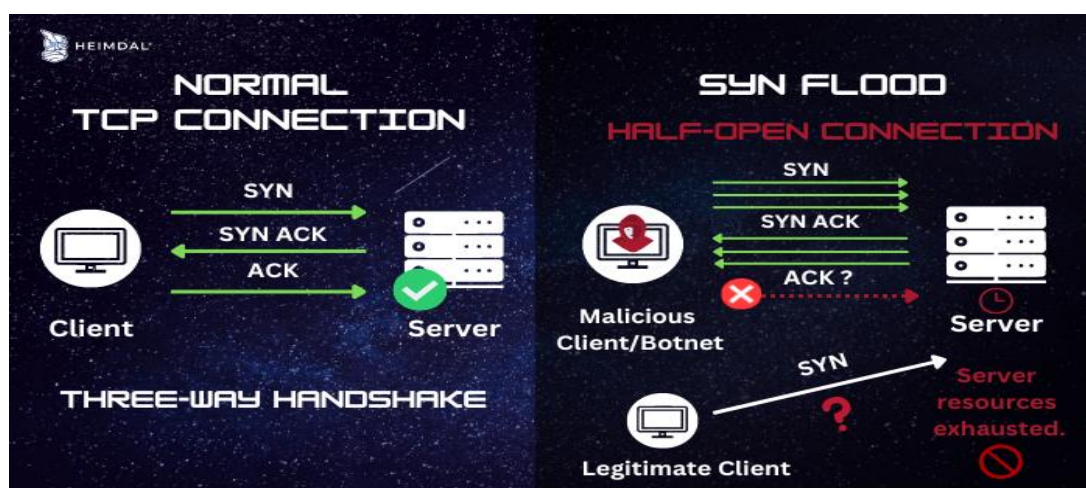 HEIMDAL®
NORMAL
TCP CONNECTION
SYN
SYN ACK
ACK
Client
Server
THREE-WAY HANDSHAKE
SYN FLOOD
HALF-OPEN CONNECTION
SYN
SYN ACK
ACK ?
Malicious
Client/Botnet
Server
SYN
?
Legitimate Client
Server
resources
exhausted.